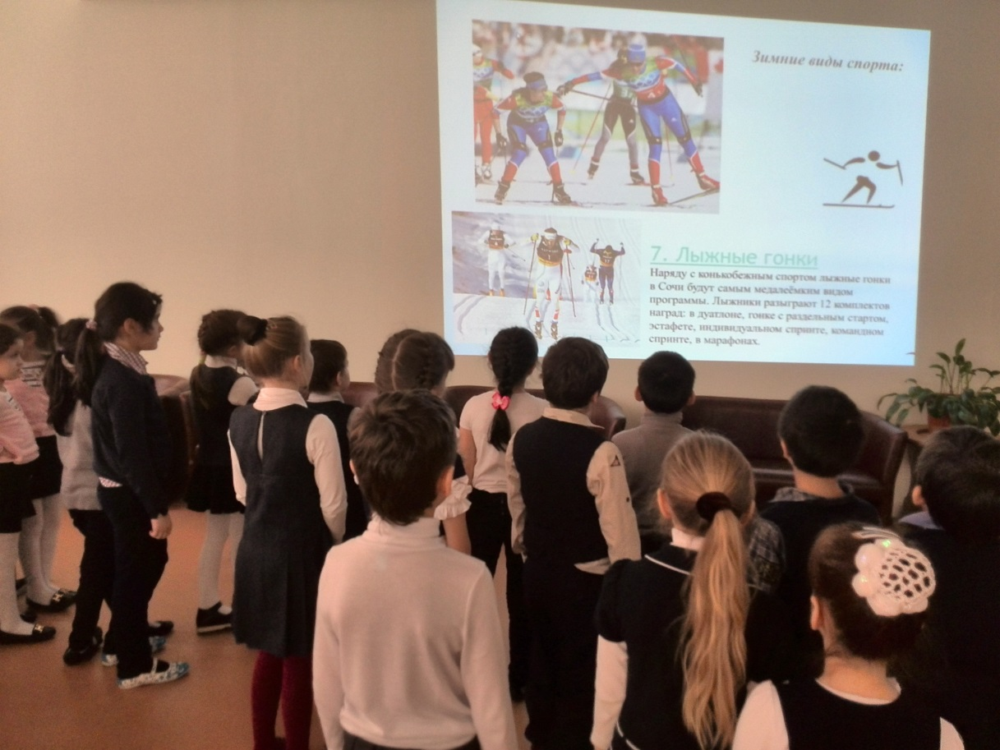 Зимние виды спорта:
7. Лыжные гонки
Наряду с конькобежным спортом лыжные гонки
в Сочи будут самым медалеёмким видом
программы. Лыжники разыграют 12 комплектов
наград: в дуатлоне, гонке с раздельным стартом,
эстафете, индивидуальном спринте, командном
спринте, в марафонах.